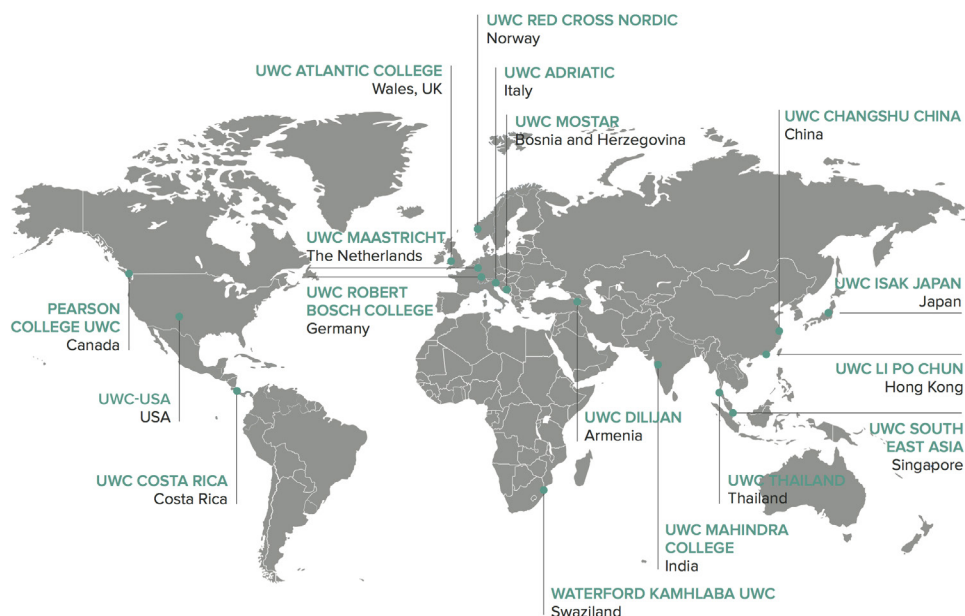 UWC RED CROSS NORDIC
Norway
UWC ATLANTIC COLLEGE
Wales, UK
UWC ADRIATIC
Italy
UWC MOSTAR
Bosnia and Herzegovina
UWC CHANGSHU CHINA
China
UWC MAASTRICHT
The Netherlands
UWC ROBERT
BOSCH COLLEGE
Germany
UWC ISAK JAPAN
Japan
PEARSON
COLLEGE UWC
Canada
UWC LI PO CHUN
Hong Kong
UWC-USA
USA
UWC DILIJAN
Armenia
UWC SOUTH
EAST ASIA
Singapore
UWC COSTA RICA
Costa Rica
UWC THAILAND
Thailand
UWC MAHINDRA
COLLEGE
India
WATERFORD KAMHLABA UWC
Swaziland